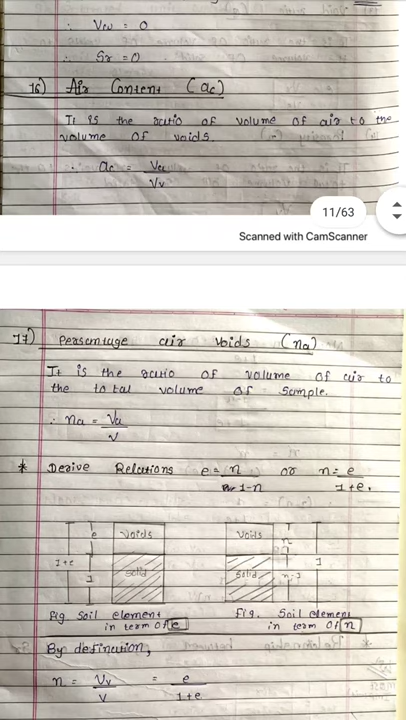 ∴ Vw = 0
∴ Sr = 0
16) Air Content (ac)
It is the ratio of volume of air to the
volume of voids.
∴ ac = Va
Vv
11/63
Scanned with CamScanner
17) Persentage air voids (na)
It is the ratio of volume of air to
the total volume of sample.
∴ na = Va
V
* Derive Relations e = n or n = e
1-n 1+e.
e voids voids n
1+e 1
1 solid solid n-1
Fig Soil element Fig. Soil element
in term of e in term of n
By defination,
n = Vv = e
V 1+e